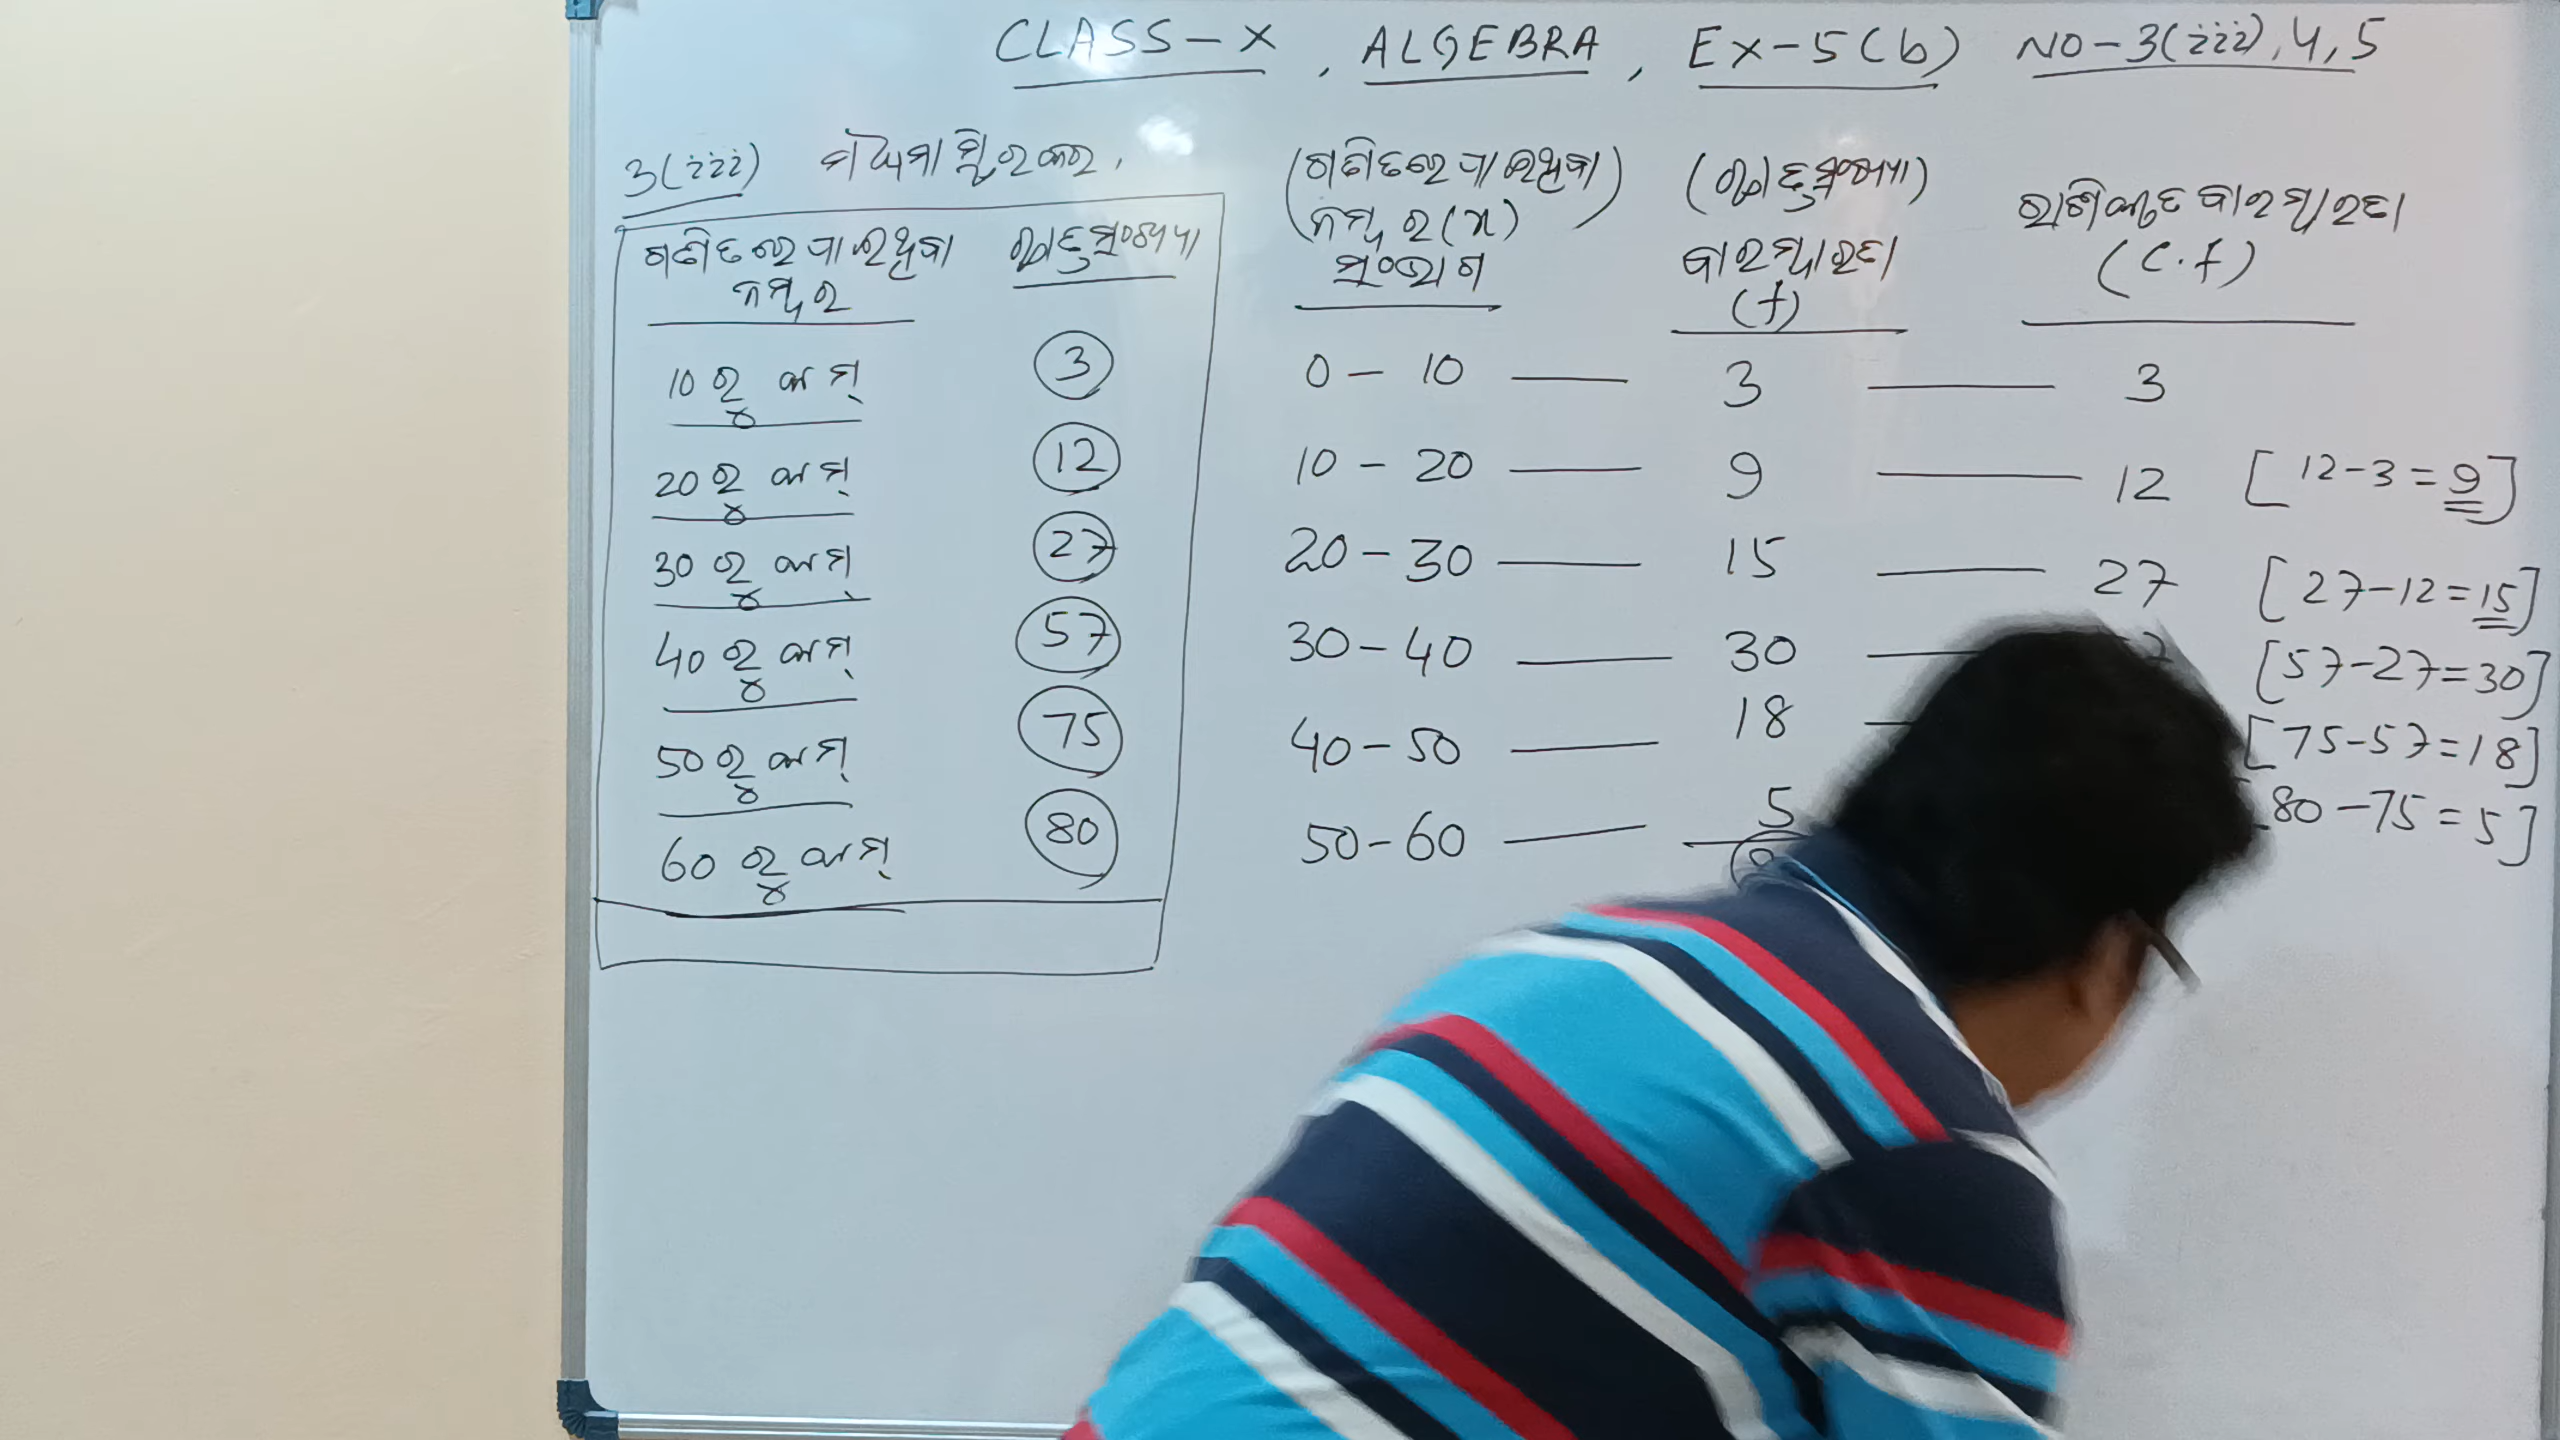 CLASS-X, ALGEBRA, EX-5(b) NO-3(iii),4,5
3(iii) ମଧ୍ୟମା ସ୍ଥିର କର,
ଗଣିତରେ ପାଇଥିବା
ନମ୍ବର
ଛାତ୍ରସଂଖ୍ୟା
10 ରୁ କମ୍ 3
20 ରୁ କମ୍ 12
30 ରୁ କମ୍ 27
40 ରୁ କମ୍ 57
50 ରୁ କମ୍ 75
60 ରୁ କମ୍ 80
(ଗଣିତରେ ପାଇଥିବା
ନମ୍ବର (x))
ସଂଭାଗ
(ଛାତ୍ରସଂଖ୍ୟା)
ବାରମ୍ବାରତା
(f)
ରାଶିକୃତ ବାରମ୍ବାରତା
(c.f)
0 - 10 — 3 — 3
10 - 20 — 9 — 12 [12-3=9]
20-30 — 15 — 27 [27-12=15]
30-40 — 30 — [57-27=30]
40-50 — 18 — [75-57=18]
50-60 — 5 80-75=5]